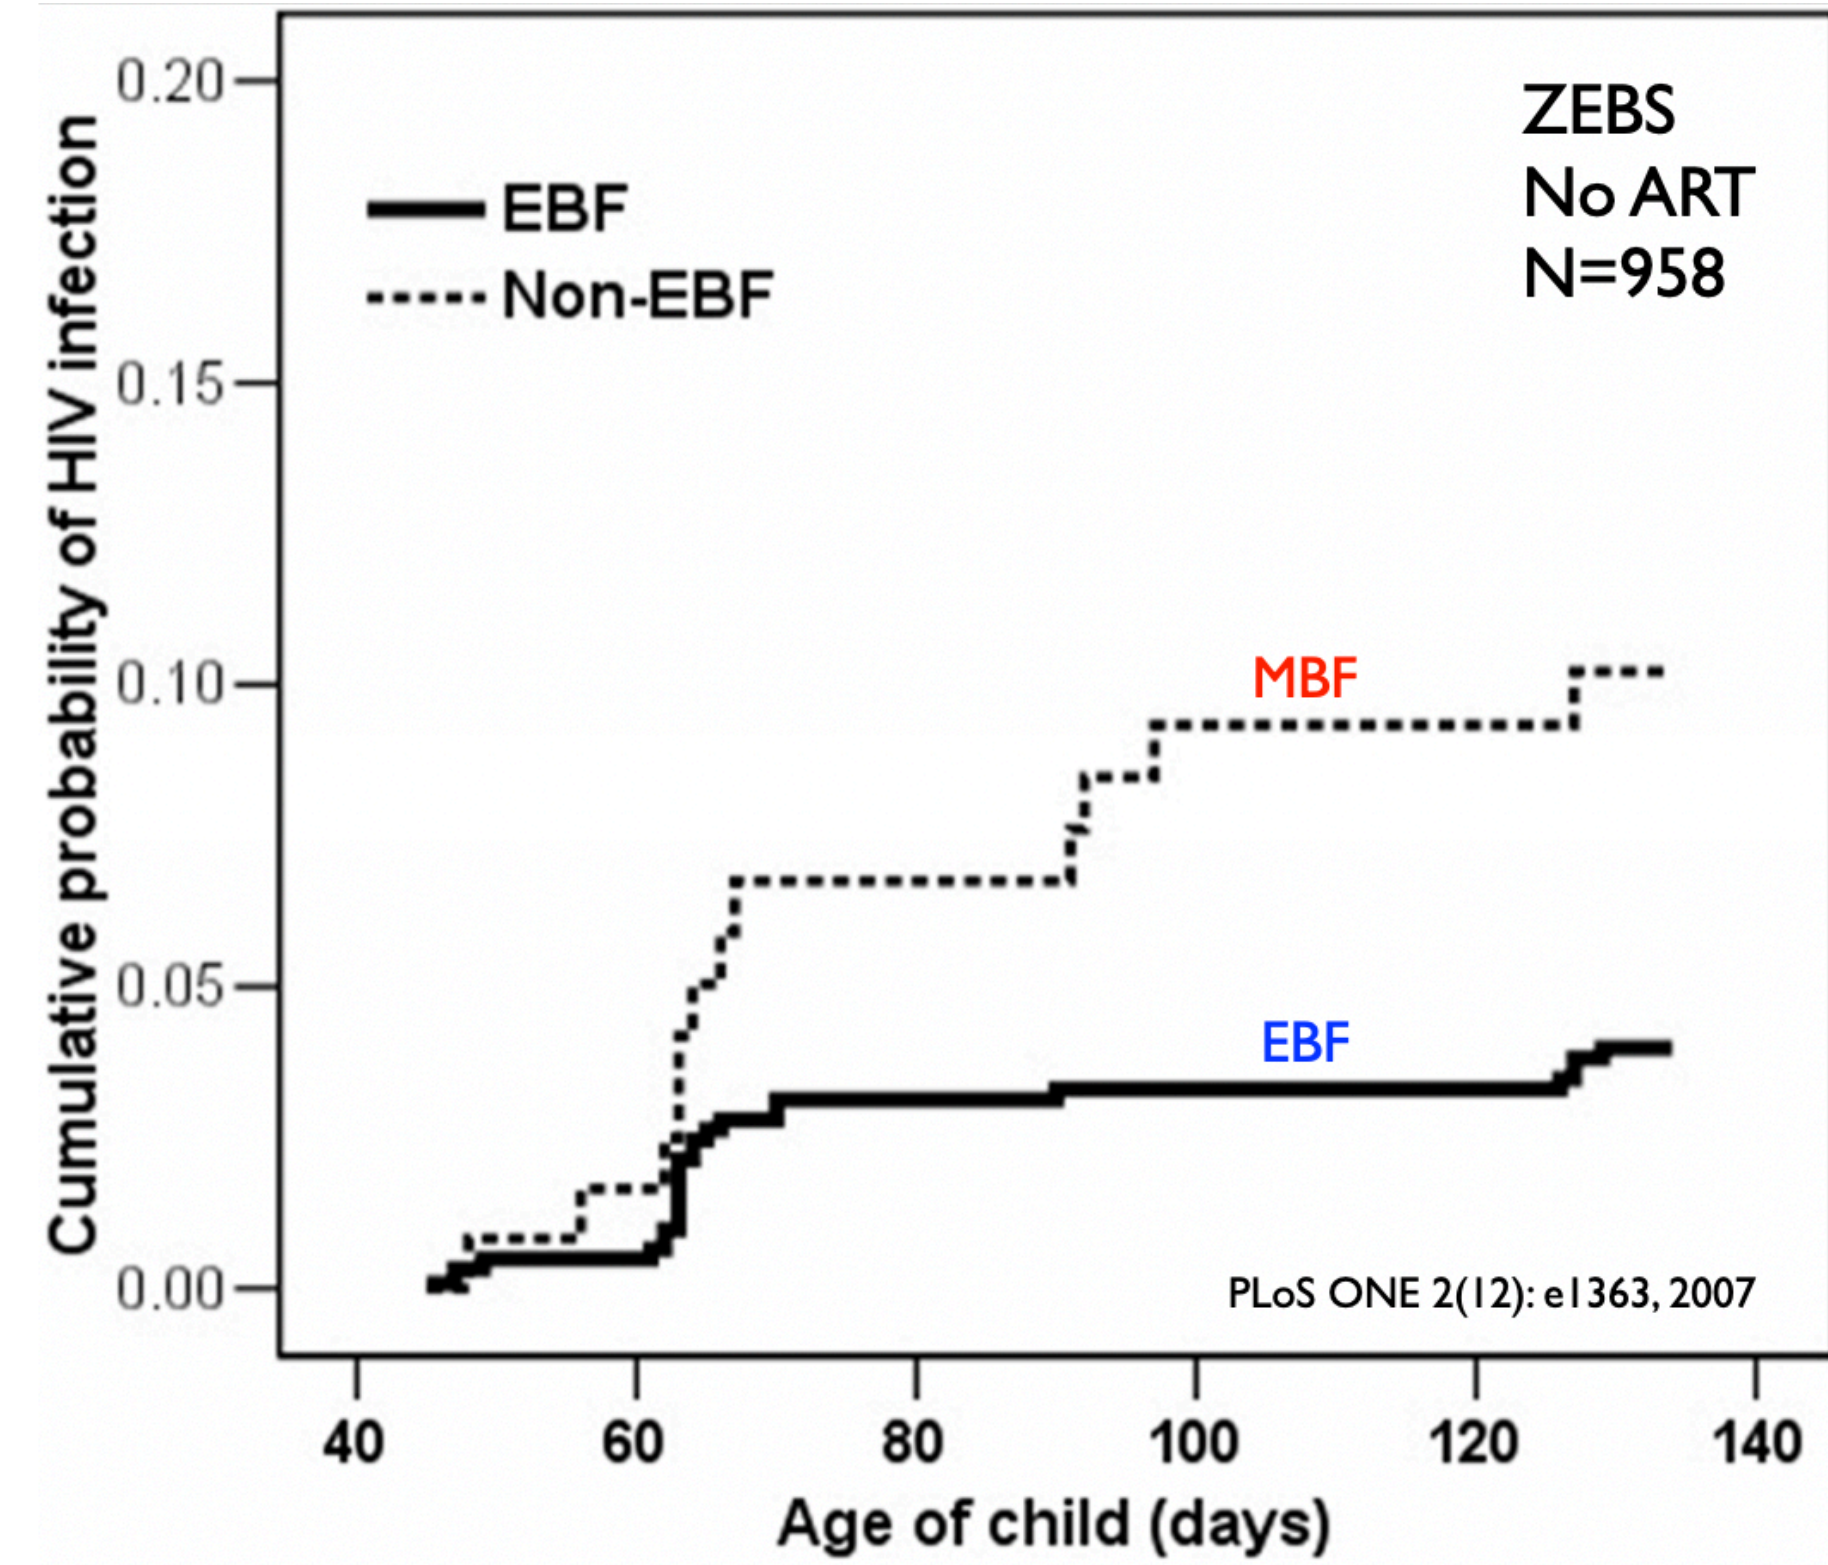 Cumulative probability of HIV infection
0.20
0.15
0.10
0.05
0.00
EBF
Non-EBF
ZEBS
No ART
N=958
MBF
EBF
PLoS ONE 2(12): e1363, 2007
40 60 80 100 120 140
Age of child (days)